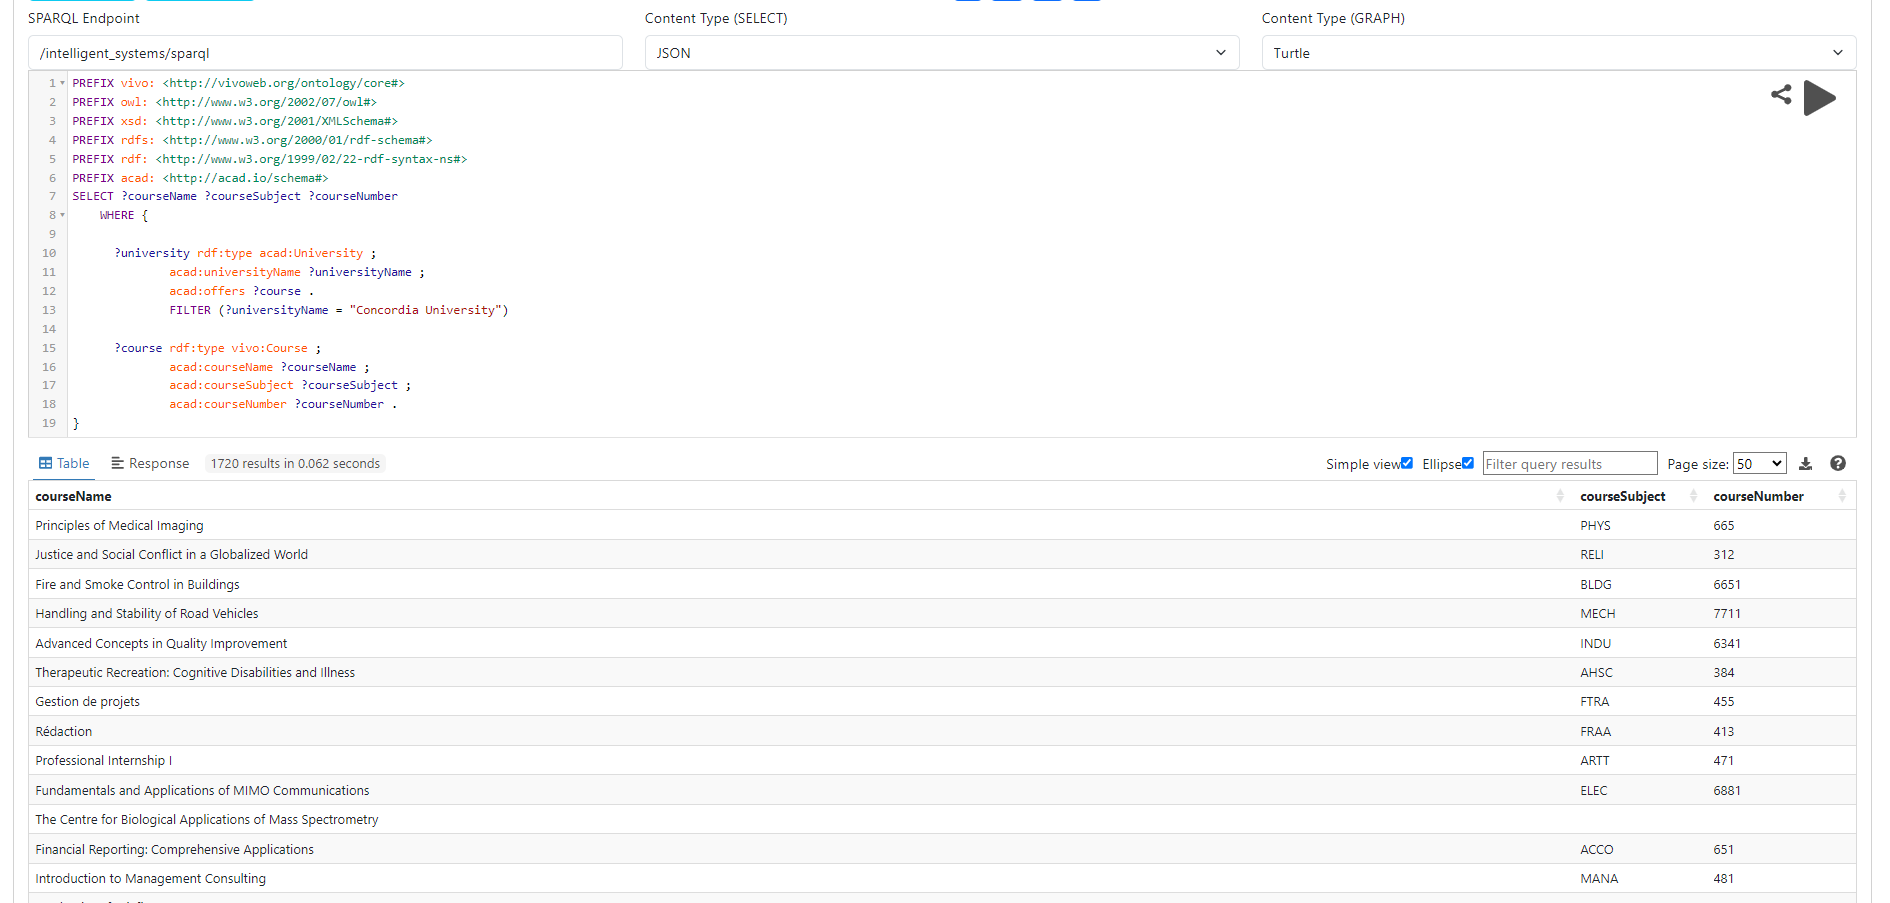 SPARQL Endpoint Content Type (SELECT) Content Type (GRAPH)
/intelligent_systems/sparql JSON Turtle
1 PREFIX vivo: <http://vivoweb.org/ontology/core#>
2 PREFIX owl: <http://www.w3.org/2002/07/owl#>
3 PREFIX xsd: <http://www.w3.org/2001/XMLSchema#>
4 PREFIX rdfs: <http://www.w3.org/2000/01/rdf-schema#>
5 PREFIX rdf: <http://www.w3.org/1999/02/22-rdf-syntax-ns#>
6 PREFIX acad: <http://acad.io/schema#>
7 SELECT ?courseName ?courseSubject ?courseNumber
8 WHERE {
9
10 ?university rdf:type acad:University ;
11 acad:universityName ?universityName ;
12 acad:offers ?course .
13 FILTER (?universityName = "Concordia University")
14
15 ?course rdf:type vivo:Course ;
16 acad:courseName ?courseName ;
17 acad:courseSubject ?courseSubject ;
18 acad:courseNumber ?courseNumber .
19 }
Table Response 1720 results in 0.062 seconds Simple view Ellipse Filter query results Page size: 50
courseName courseSubject courseNumber
Principles of Medical Imaging PHYS 665
Justice and Social Conflict in a Globalized World RELI 312
Fire and Smoke Control in Buildings BLDG 6651
Handling and Stability of Road Vehicles MECH 7711
Advanced Concepts in Quality Improvement INDU 6341
Therapeutic Recreation: Cognitive Disabilities and Illness AHSC 384
Gestion de projets FTRA 455
Rédaction FRAA 413
Professional Internship I ARTT 471
Fundamentals and Applications of MIMO Communications ELEC 6881
The Centre for Biological Applications of Mass Spectrometry
Financial Reporting: Comprehensive Applications ACCO 651
Introduction to Management Consulting MANA 481